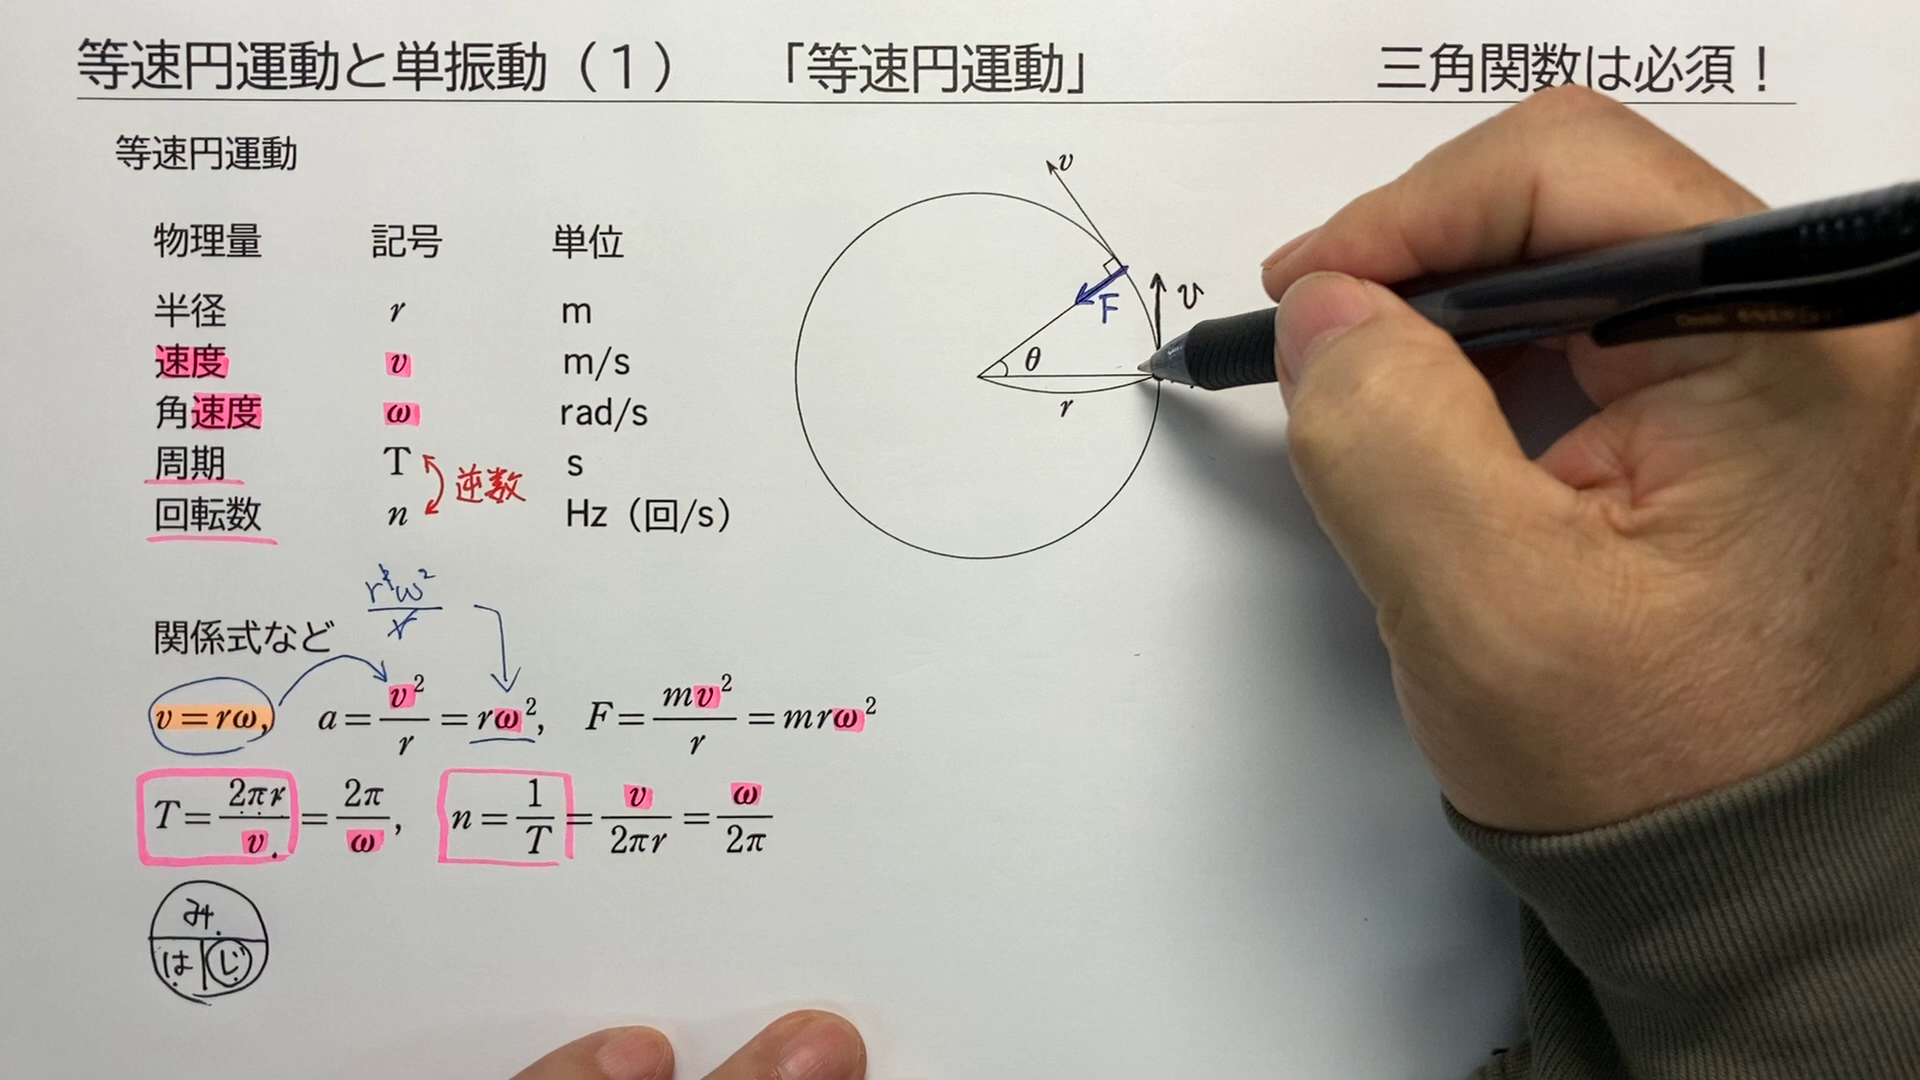 等速円運動と単振動（1） 「等速円運動」 三角関数は必須！
等速円運動
物理量 記号 単位
半径 r m
速度 v m/s
角速度 ω rad/s
周期 T s
逆数
回転数 n Hz（回/s）
v
F
v
θ
r
r²ω²/r
関係式など
v=rω, a=v²/r=rω², F=mv²/r=mrω²
T=2πr/v=2π/ω, n=1/T=v/2πr=ω/2π
み
は じ